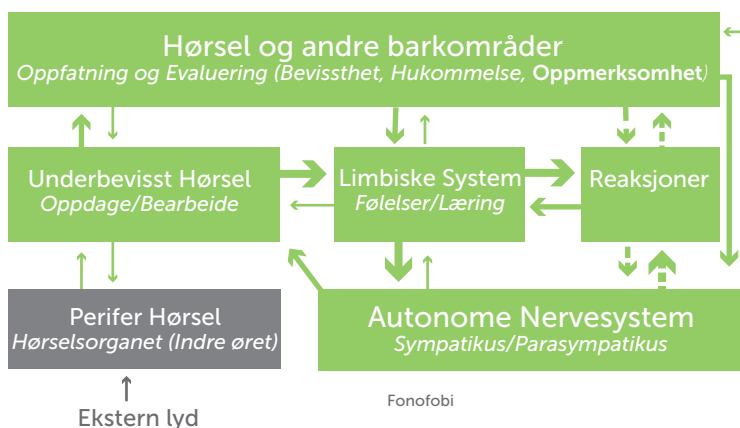 Hørsel og andre barkområder
Oppfatning og Evaluering (Bevissthet, Hukommelse, Oppmerksomhet)
Underbevisst Hørsel
Oppdage/Bearbeide
Limbiske System
Følelser/Læring
Reaksjoner
Perifer Hørsel
Hørselsorganet (Indre øret)
Autonome Nervesystem
Sympatikus/Parasympatikus
Ekstern lyd
Fonofobi